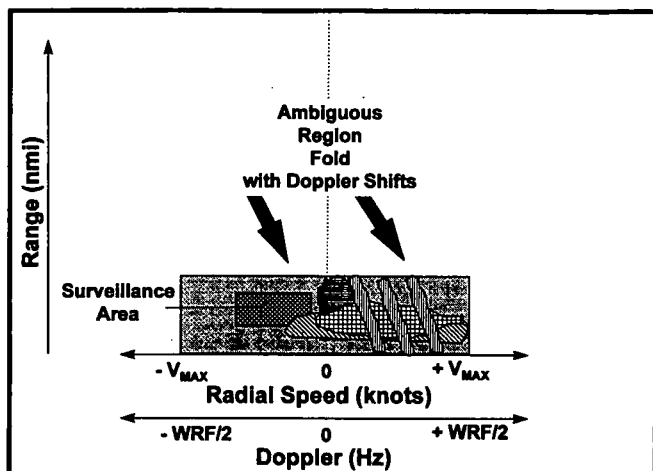 Range (nmi)
Ambiguous
Region
Fold
with Doppler Shifts
Surveillance
Area
- VMAX
0
+ VMAX
Radial Speed (knots)
- WRF/2
0
+ WRF/2
Doppler (Hz)